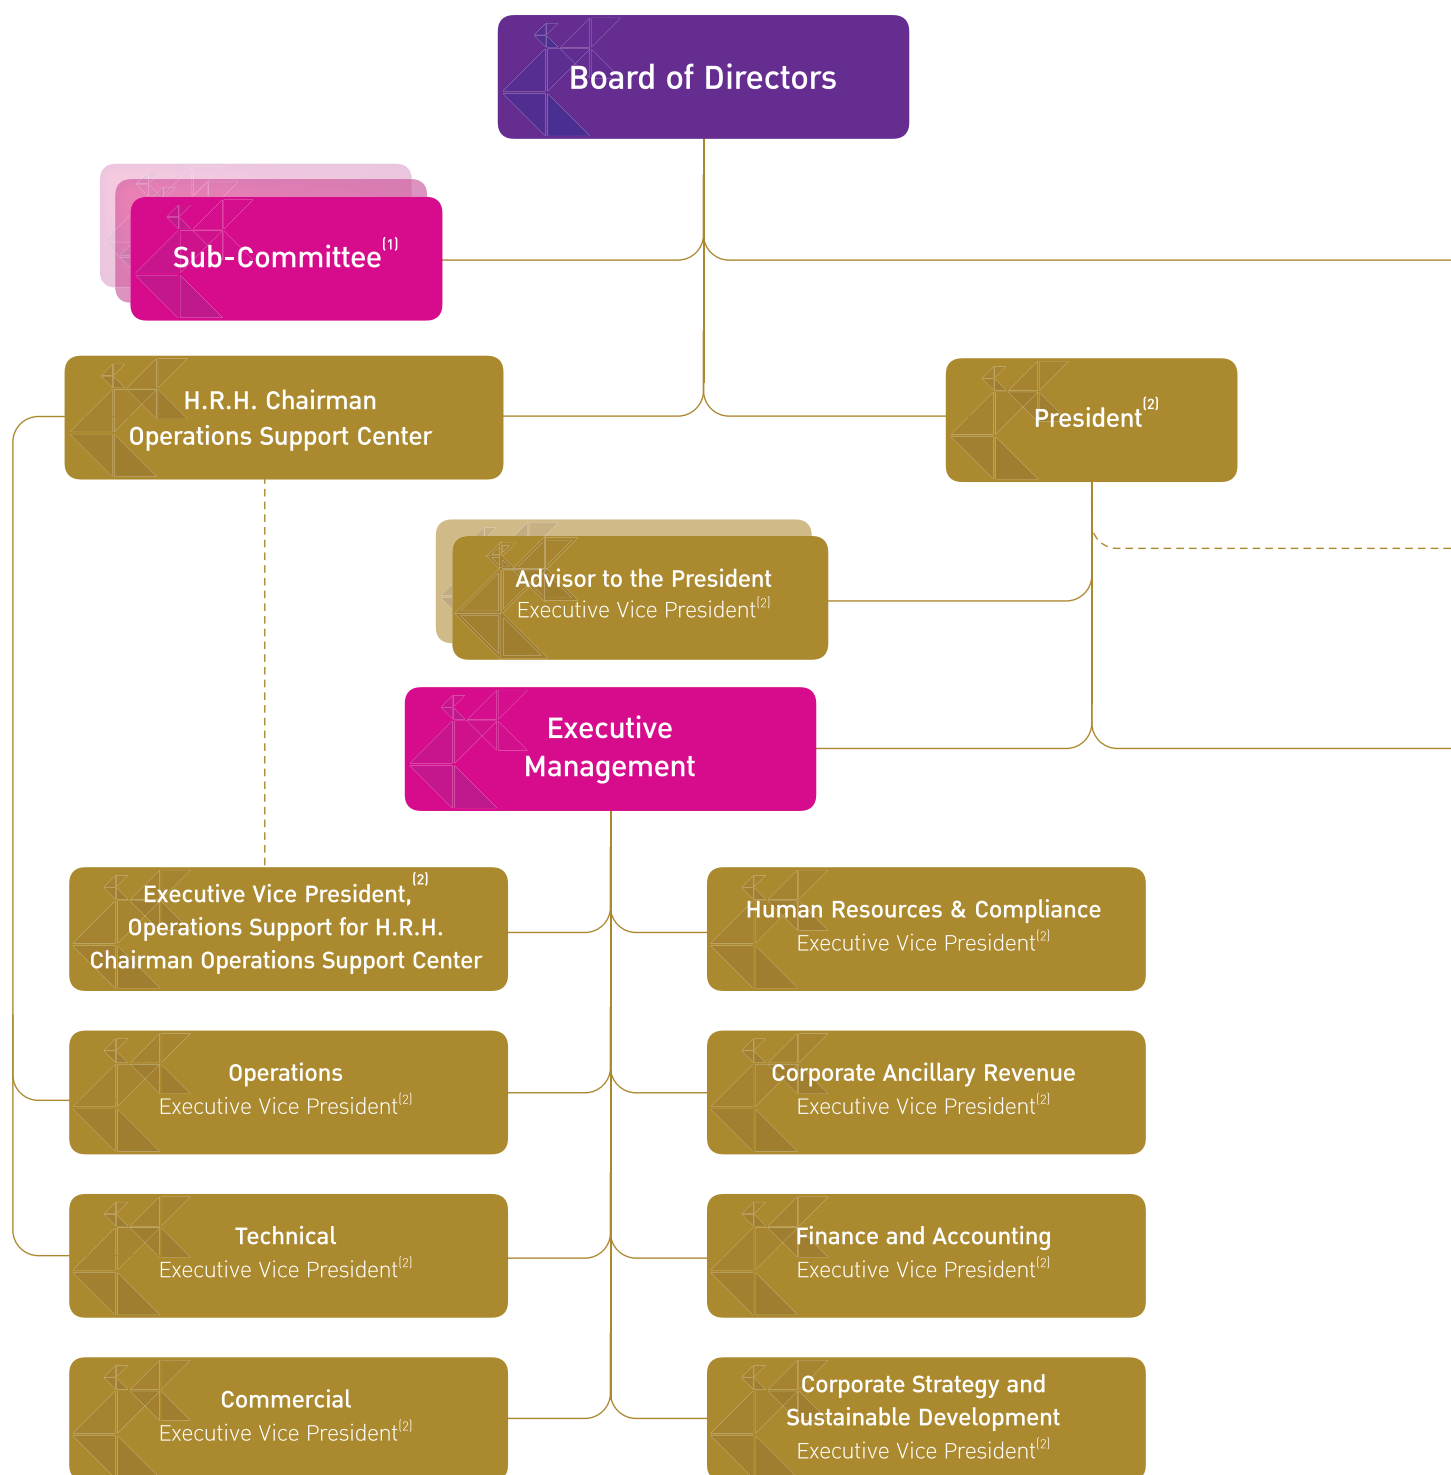 Board of Directors
Sub-Committee(1)
H.R.H. Chairman
Operations Support Center
President(2)
Advisor to the President
Executive Vice President(2)
Executive
Management
Executive Vice President,(2)
Operations Support for H.R.H.
Chairman Operations Support Center
Human Resources & Compliance
Executive Vice President(2)
Operations
Executive Vice President(2)
Corporate Ancillary Revenue
Executive Vice President(2)
Technical
Executive Vice President(2)
Finance and Accounting
Executive Vice President(2)
Commercial
Executive Vice President(2)
Corporate Strategy and
Sustainable Development
Executive Vice President(2)